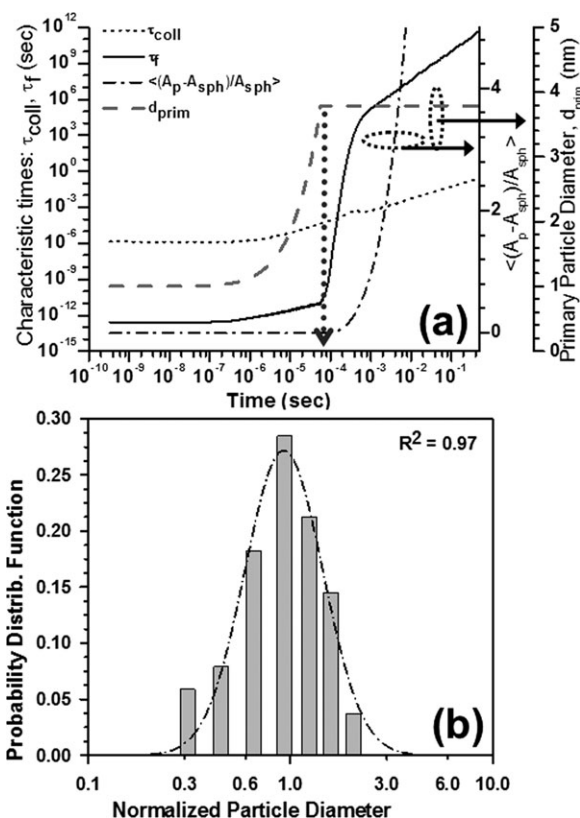 10^12
10^9
10^6
10^3
10^0
10^-3
10^-6
10^-9
10^-12
10^-15
Characteristic times: τcoll, τf (sec)
τcoll
τf
<(Ap-Asph)/Asph>
dprim
4
2
0
<(Ap-Asph)/Asph>
5
4
3
2
1
0
Primary Particle Diameter, dprim (nm)
(a)
10^-10 10^-9 10^-8 10^-7 10^-6 10^-5 10^-4 10^-3 10^-2 10^-1
Time (sec)
0.30
0.25
0.20
0.15
0.10
0.05
0.00
Probability Distrib. Function
R² = 0.97
(b)
0.1 0.3 0.6 1.0 3.0 6.0 10.0
Normalized Particle Diameter